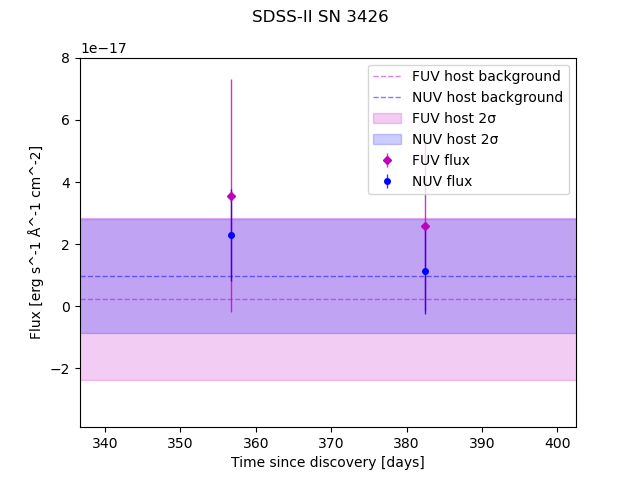 SDSS-II SN 3426
1e−17
8
6
4
2
0
−2
Flux [erg s^-1 Å^-1 cm^-2]
FUV host background
NUV host background
FUV host 2σ
NUV host 2σ
FUV flux
NUV flux
340 350 360 370 380 390 400
Time since discovery [days]